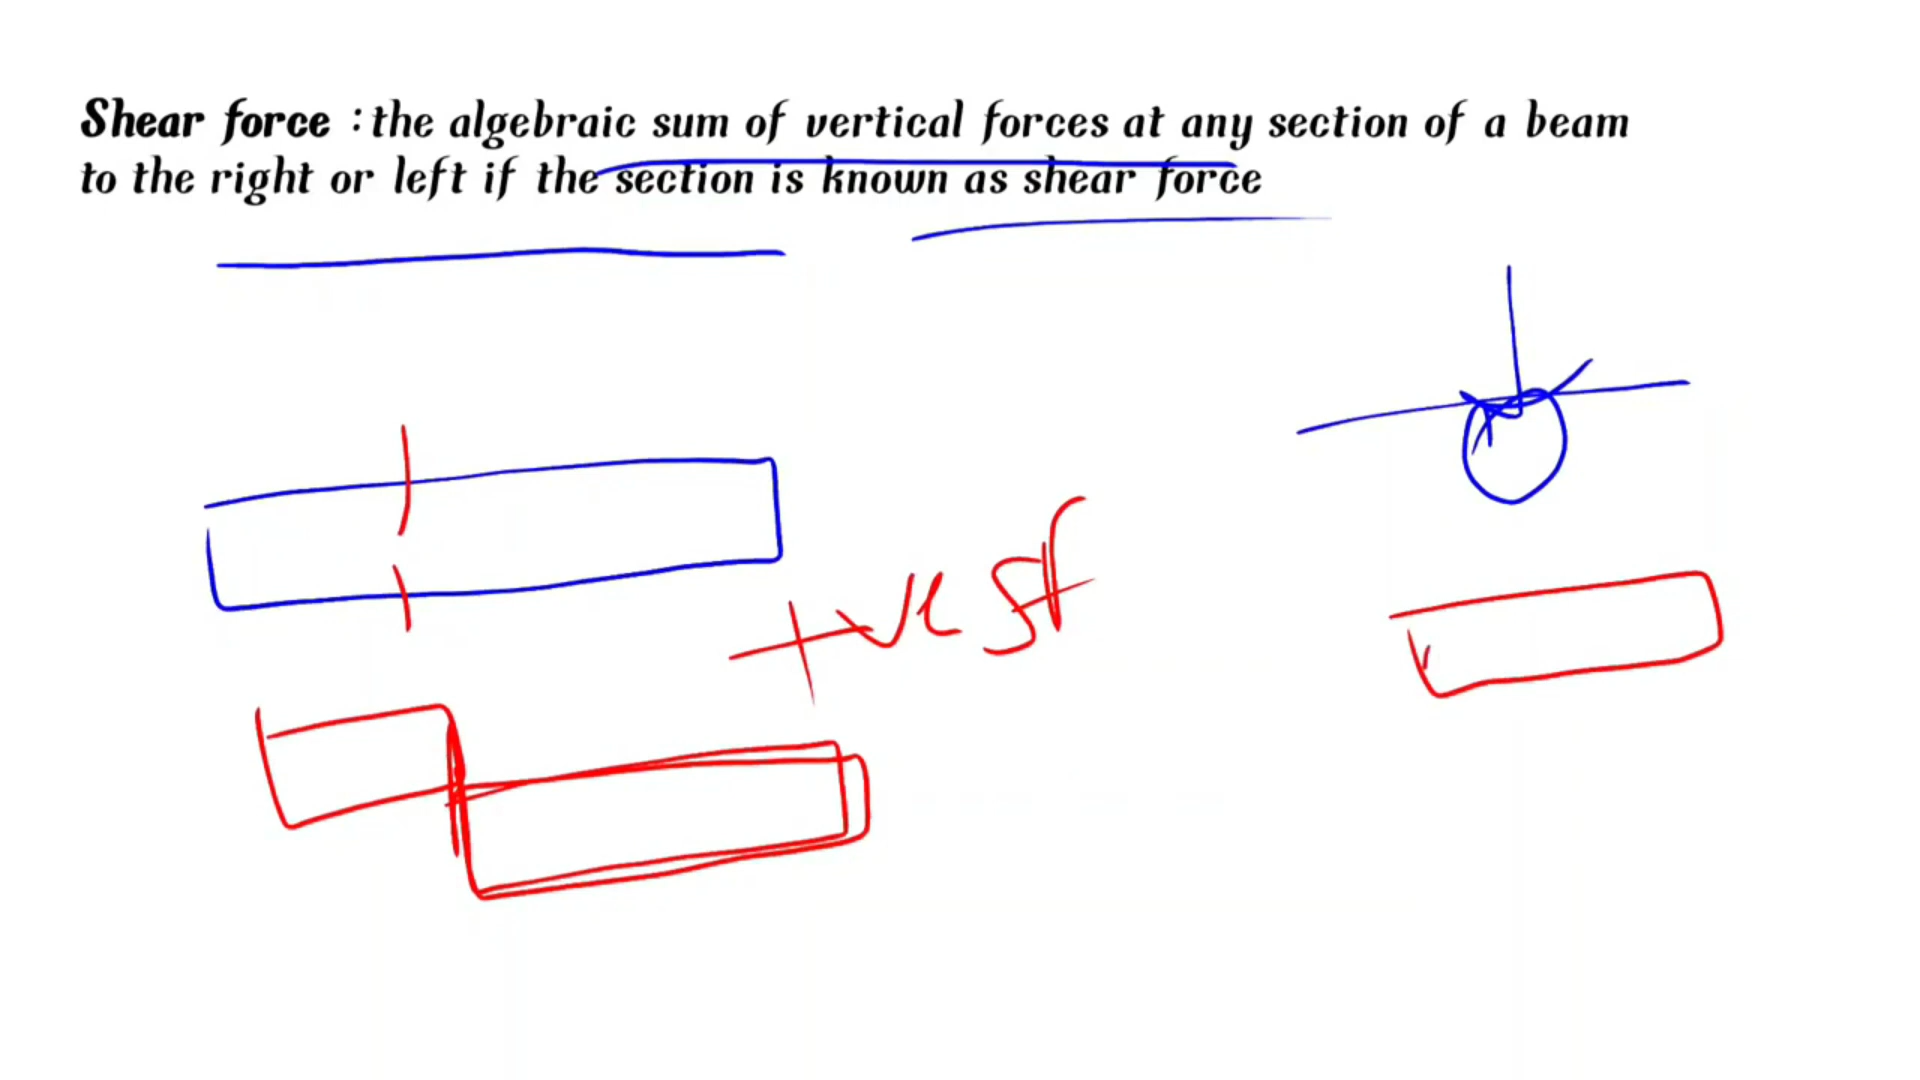 Shear force : the algebraic sum of vertical forces at any section of a beam
to the right or left if the section is known as shear force
+ve SF